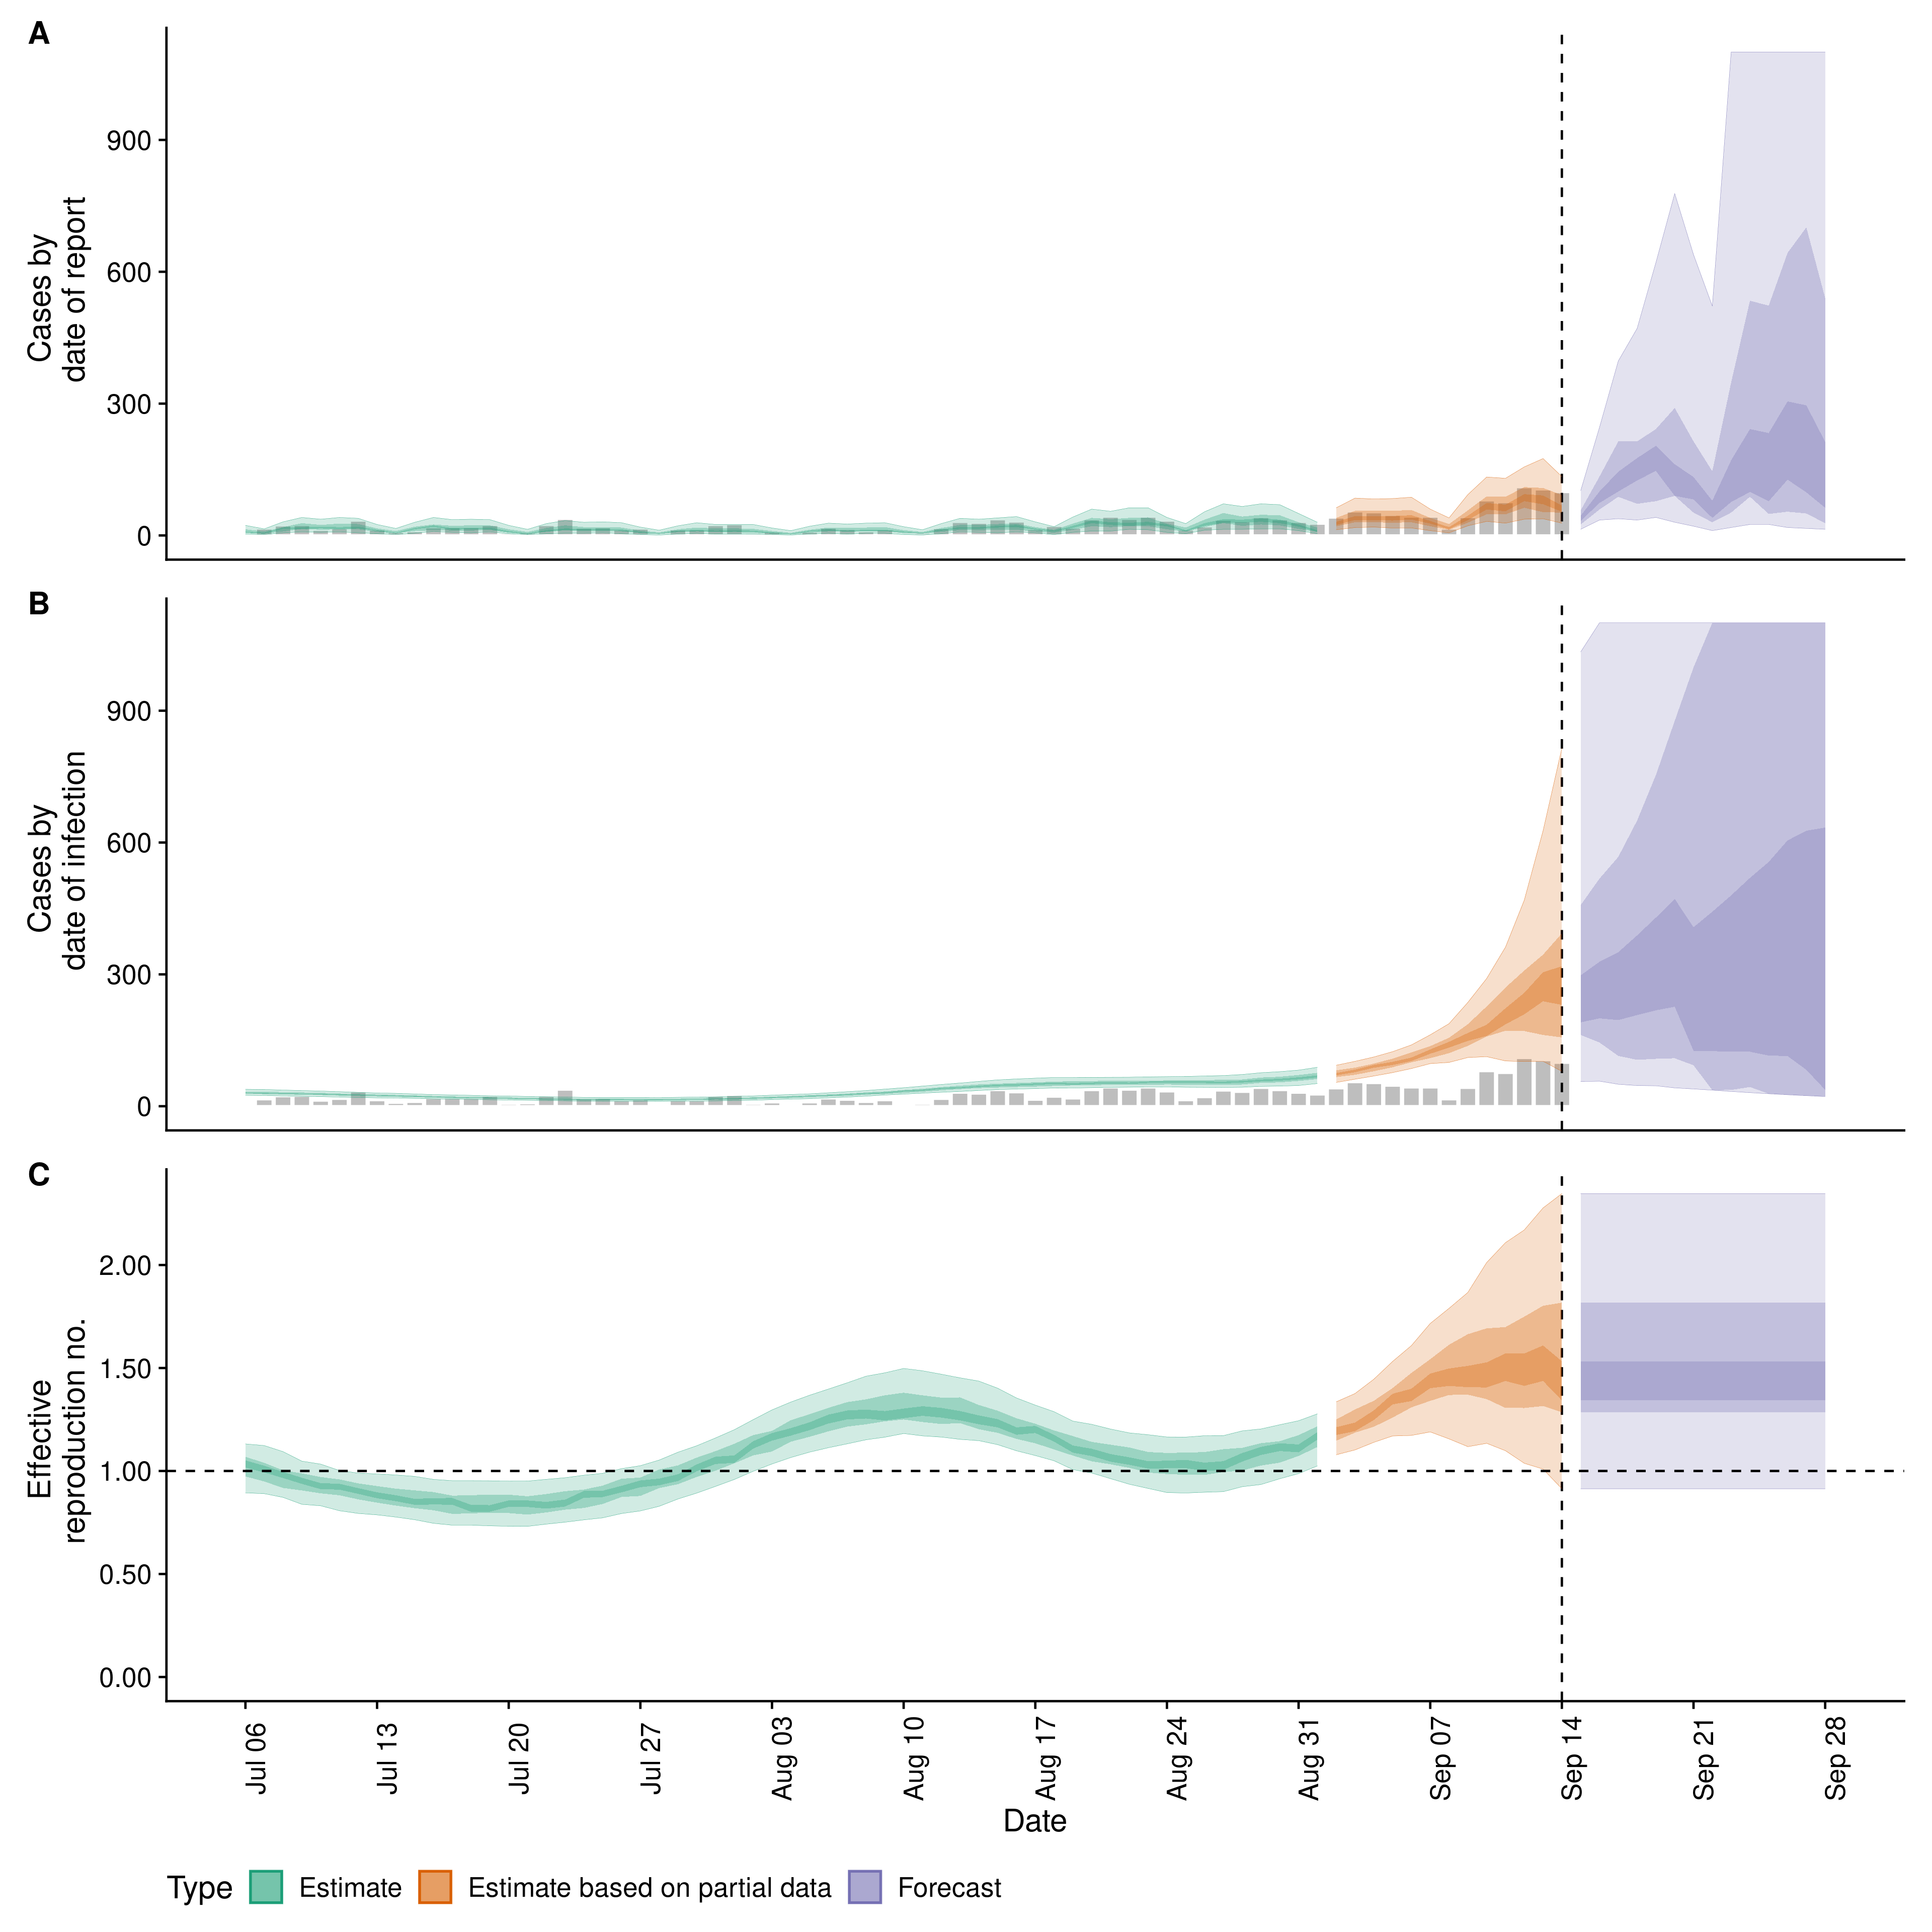 A
Cases by
date of report
900
600
300
0
B
Cases by
date of infection
900
600
300
0
C
Effective
reproduction no.
2.00
1.50
1.00
0.50
0.00
Jul 06
Jul 13
Jul 20
Jul 27
Aug 03
Aug 10
Aug 17
Aug 24
Aug 31
Sep 07
Sep 14
Sep 21
Sep 28
Date
Type Estimate Estimate based on partial data Forecast